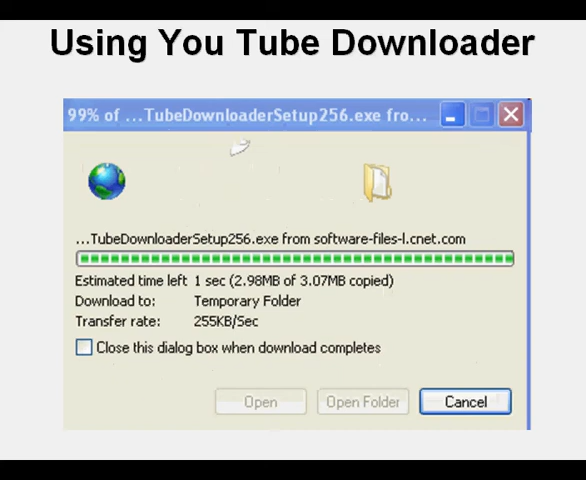 Using You Tube Downloader
99% of ...TubeDownloaderSetup256.exe fro...
...TubeDownloaderSetup256.exe from software-files-l.cnet.com
Estimated time left 1 sec (2.98MB of 3.07MB copied)
Download to: Temporary Folder
Transfer rate: 255KB/Sec
Close this dialog box when download completes
Open Open Folder Cancel